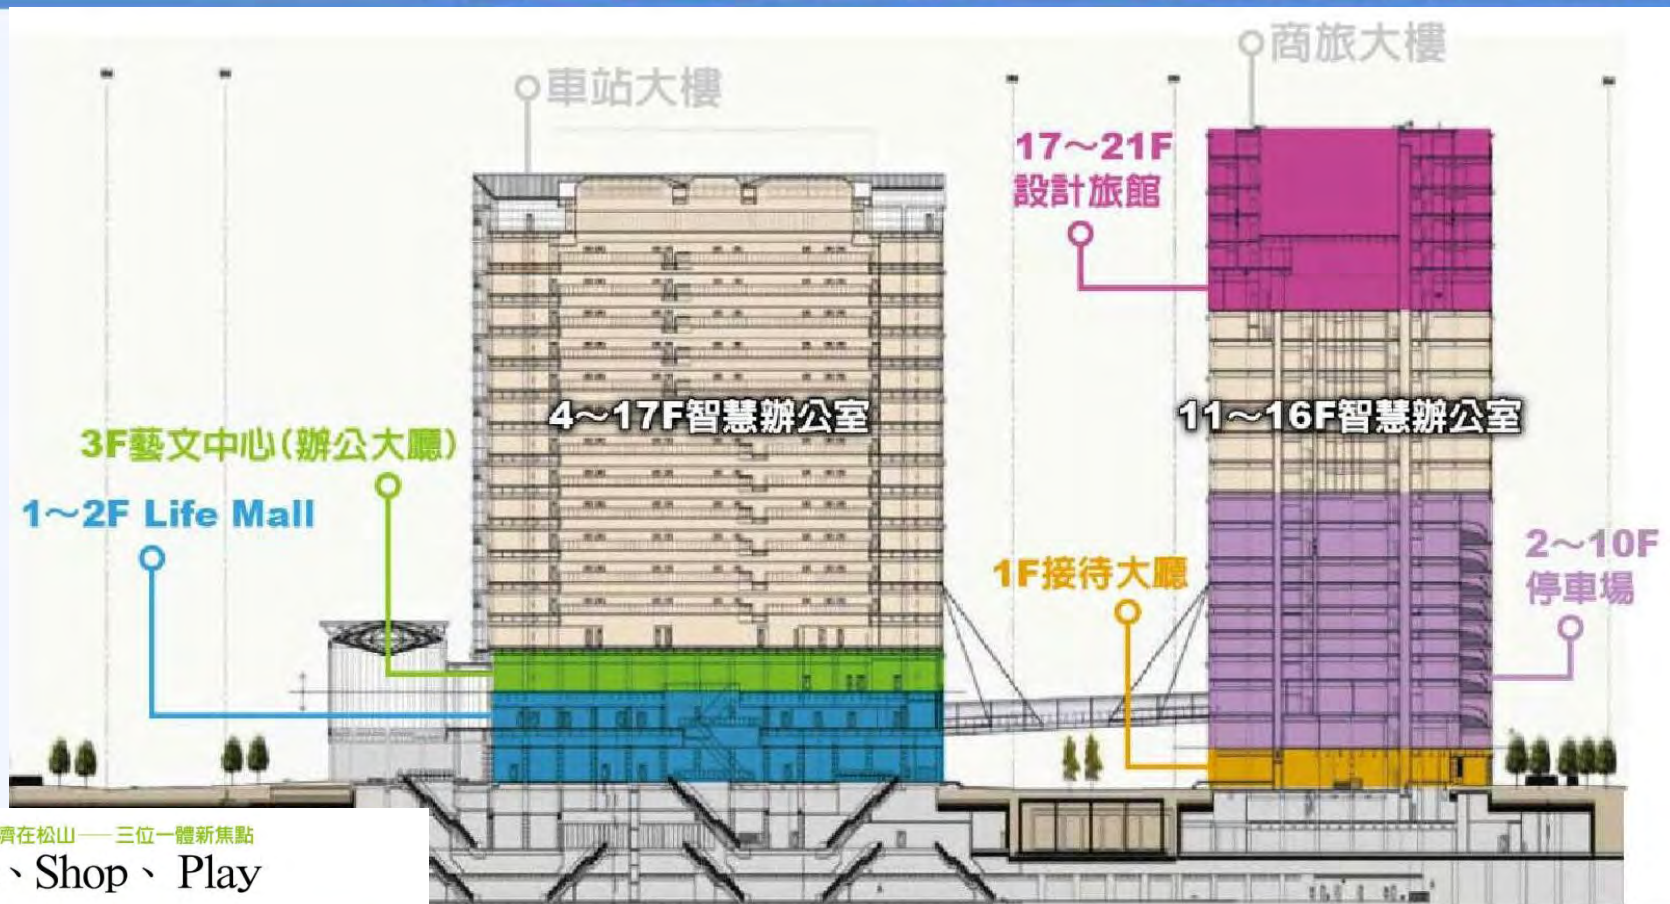 商旅大樓
車站大樓
17～21F
設計旅館
4～17F智慧辦公室
11～16F智慧辦公室
3F藝文中心(辦公大廳)
1～2F Life Mall
1F接待大廳
2～10F
停車場
濟在松山──三位一體新焦點
、Shop、 Play